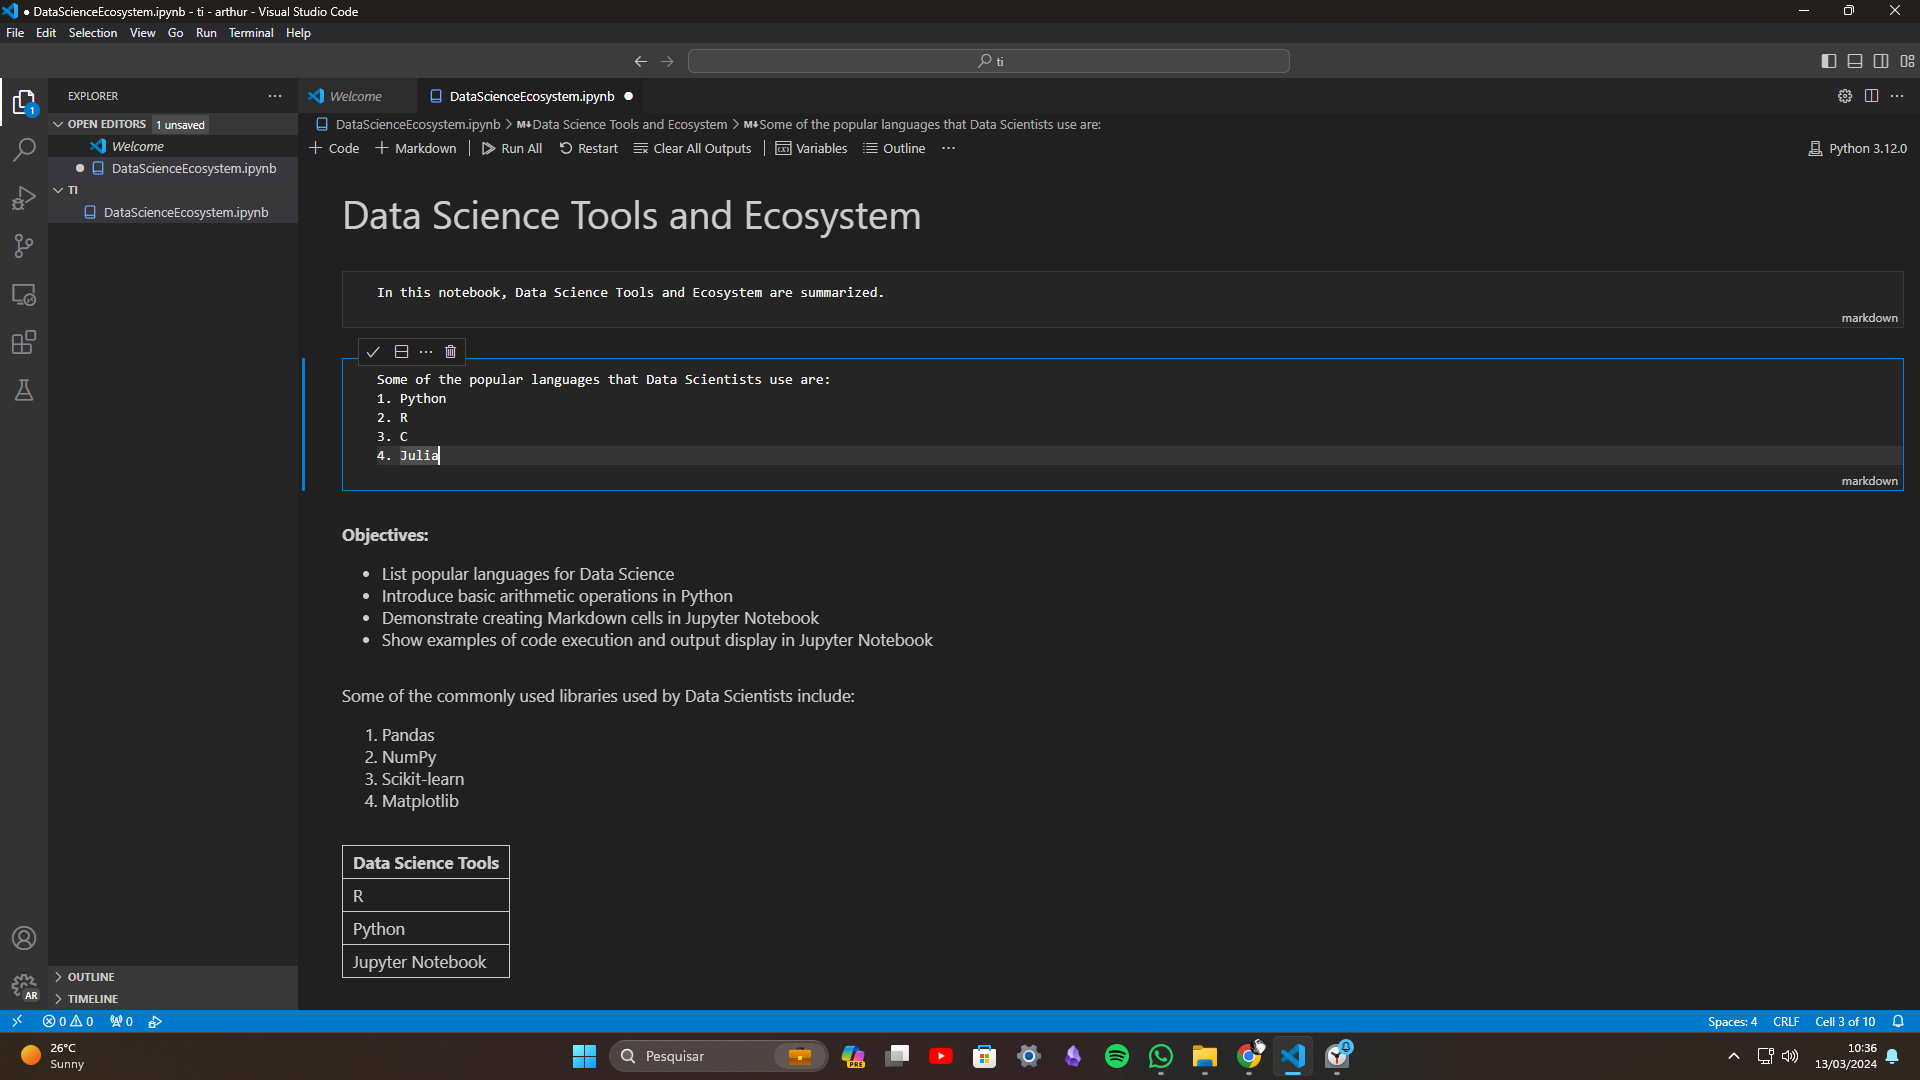 DataScienceEcosystem.ipynb - ti - arthur - Visual Studio Code
File Edit Selection View Go Run Terminal Help
ti
EXPLORER
OPEN EDITORS 1 unsaved
Welcome
DataScienceEcosystem.ipynb
TI
DataScienceEcosystem.ipynb
OUTLINE
TIMELINE
Welcome
DataScienceEcosystem.ipynb
DataScienceEcosystem.ipynb > M↓Data Science Tools and Ecosystem > M↓Some of the popular languages that Data Scientists use are:
Code Markdown Run All Restart Clear All Outputs Variables Outline ... Python 3.12.0
Data Science Tools and Ecosystem
In this notebook, Data Science Tools and Ecosystem are summarized.
markdown
Some of the popular languages that Data Scientists use are:
1. Python
2. R
3. C
4. Julia
markdown
Objectives:
• List popular languages for Data Science
• Introduce basic arithmetic operations in Python
• Demonstrate creating Markdown cells in Jupyter Notebook
• Show examples of code execution and output display in Jupyter Notebook
Some of the commonly used libraries used by Data Scientists include:
1. Pandas
2. NumPy
3. Scikit-learn
4. Matplotlib
Data Science Tools
R
Python
Jupyter Notebook
1
AR
0 0 0
Spaces: 4 CRLF Cell 3 of 10
26°C
Sunny
Pesquisar
PRE
10:36
13/03/2024